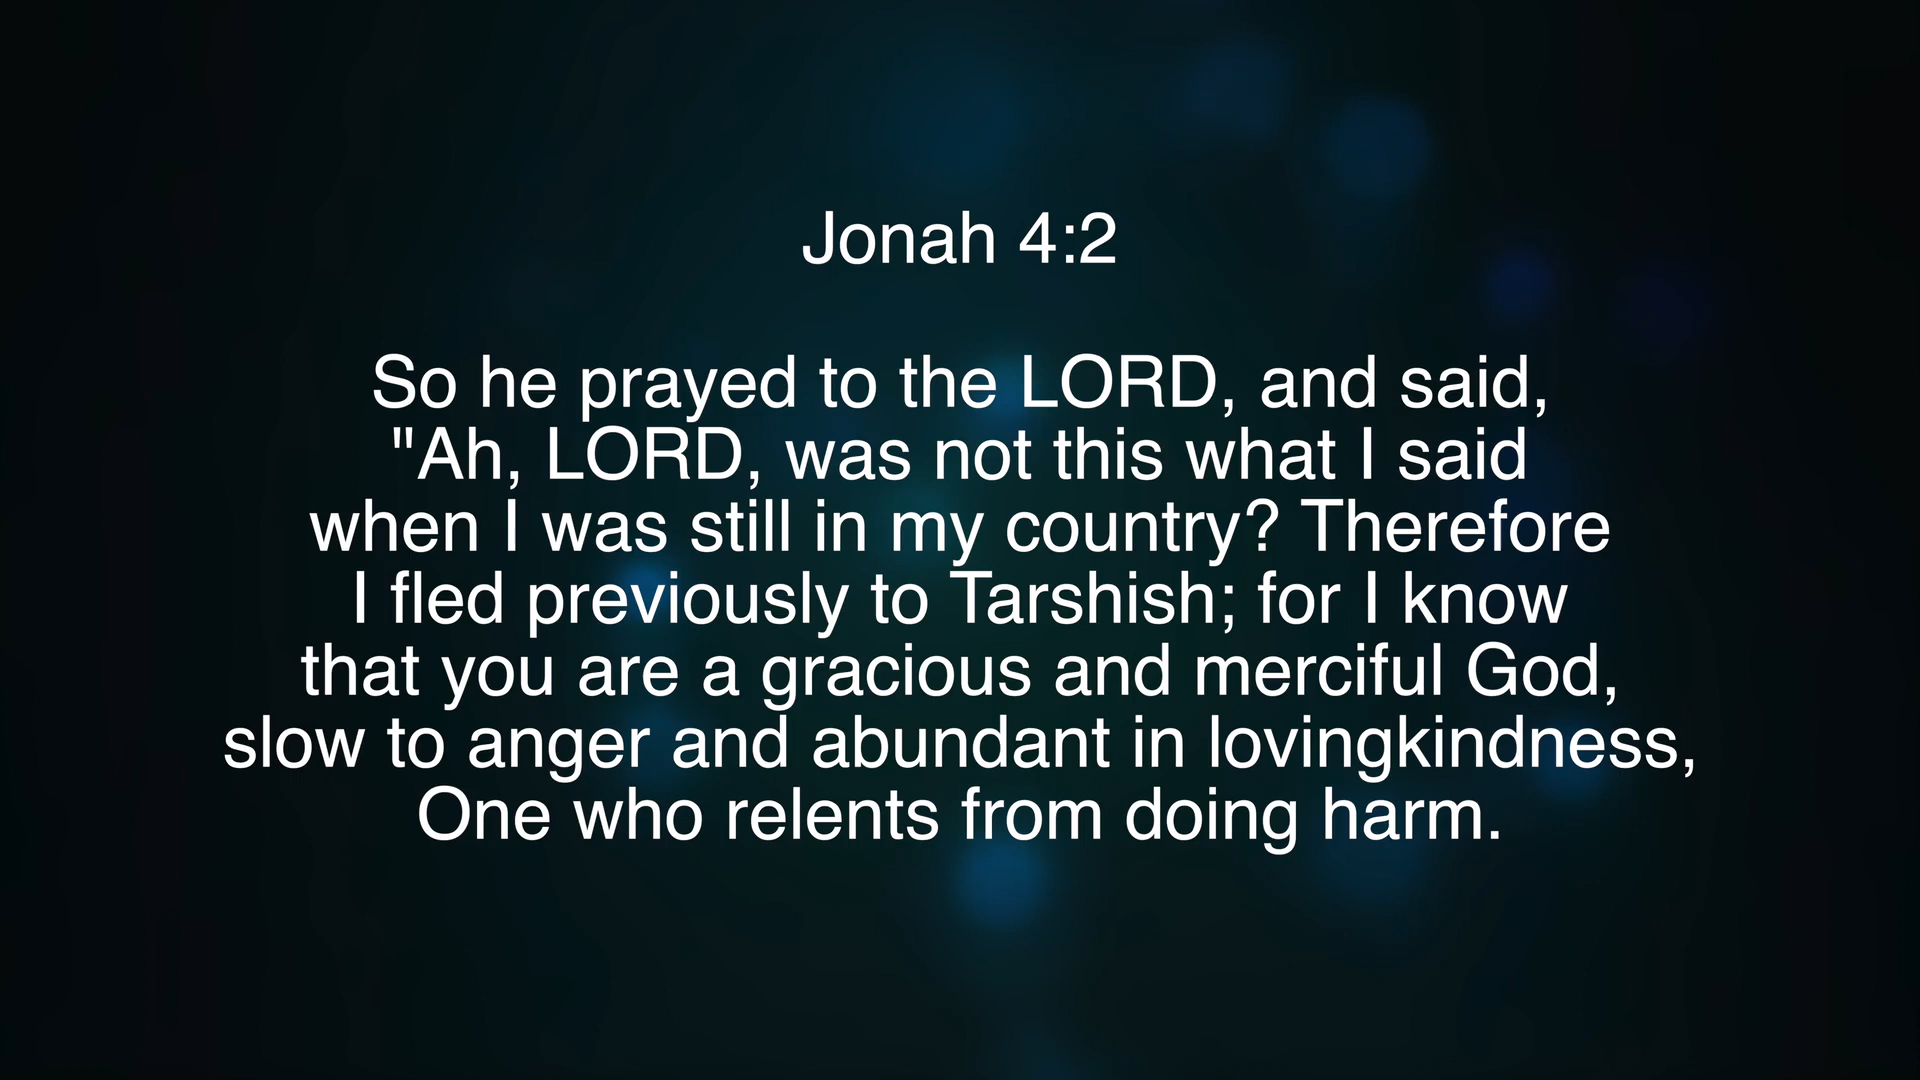 Jonah 4:2
So he prayed to the LORD, and said,
"Ah, LORD, was not this what I said
when I was still in my country? Therefore
I fled previously to Tarshish; for I know
that you are a gracious and merciful God,
slow to anger and abundant in lovingkindness,
One who relents from doing harm.